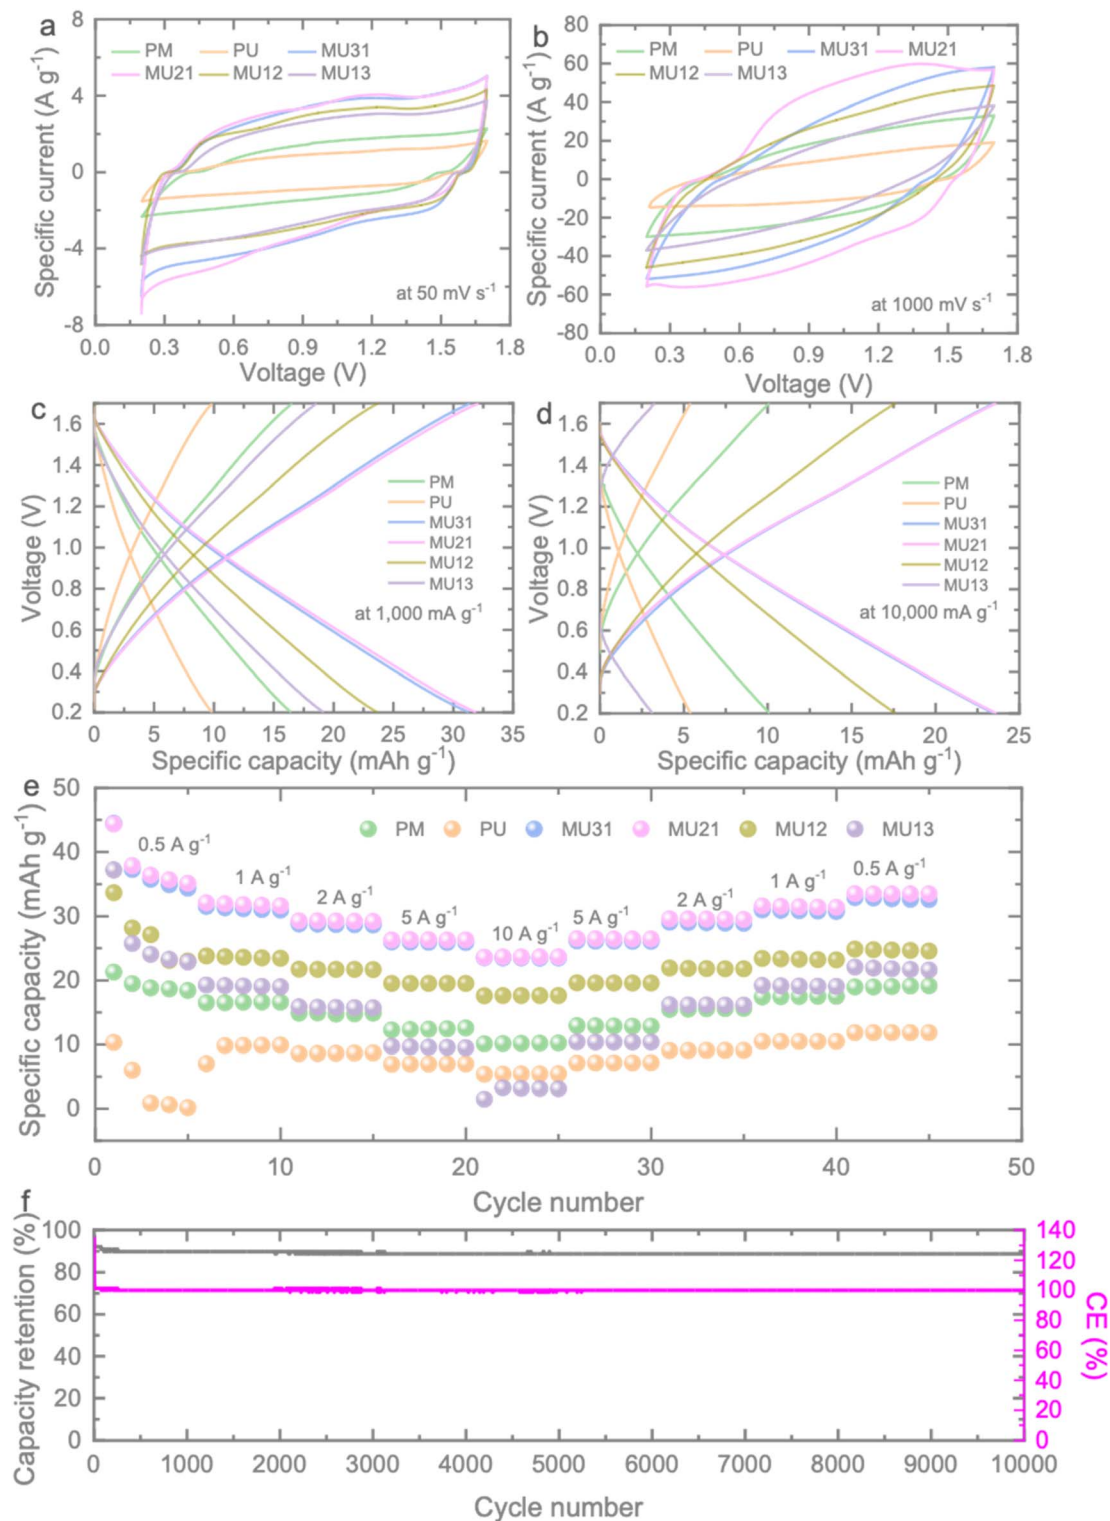 a
8
4
0
-4
-8
PM PU MU31
MU21 MU12 MU13
at 50 mV s⁻¹
Specific current (A g⁻¹)
0.0 0.3 0.6 0.9 1.2 1.5 1.8
Voltage (V)
b
80
60
40
20
0
-20
-40
-60
-80
PM PU MU31 MU21
MU12 MU13
at 1000 mV s⁻¹
Specific current (A g⁻¹)
0.0 0.3 0.6 0.9 1.2 1.5 1.8
Voltage (V)
c
1.6
1.4
1.2
1.0
0.8
0.6
0.4
0.2
Voltage (V)
PM
PU
MU31
MU21
MU12
MU13
at 1,000 mA g⁻¹
0 5 10 15 20 25 30 35
Specific capacity (mAh g⁻¹)
d
1.6
1.4
1.2
1.0
0.8
0.6
0.4
0.2
Voltage (V)
PM
PU
MU31
MU21
MU12
MU13
at 10,000 mA g⁻¹
0 5 10 15 20 25
Specific capacity (mAh g⁻¹)
e
50
40
30
20
10
0
Specific capacity (mAh g⁻¹)
PM PU MU31 MU21 MU12 MU13
0.5 A g⁻¹
1 A g⁻¹
2 A g⁻¹
5 A g⁻¹
10 A g⁻¹
5 A g⁻¹
2 A g⁻¹
1 A g⁻¹
0.5 A g⁻¹
0 10 20 30 40 50
Cycle number
f
100
80
60
40
20
0
Capacity retention (%)
140
120
100
80
60
40
20
0
CE (%)
0 1000 2000 3000 4000 5000 6000 7000 8000 9000 10000
Cycle number